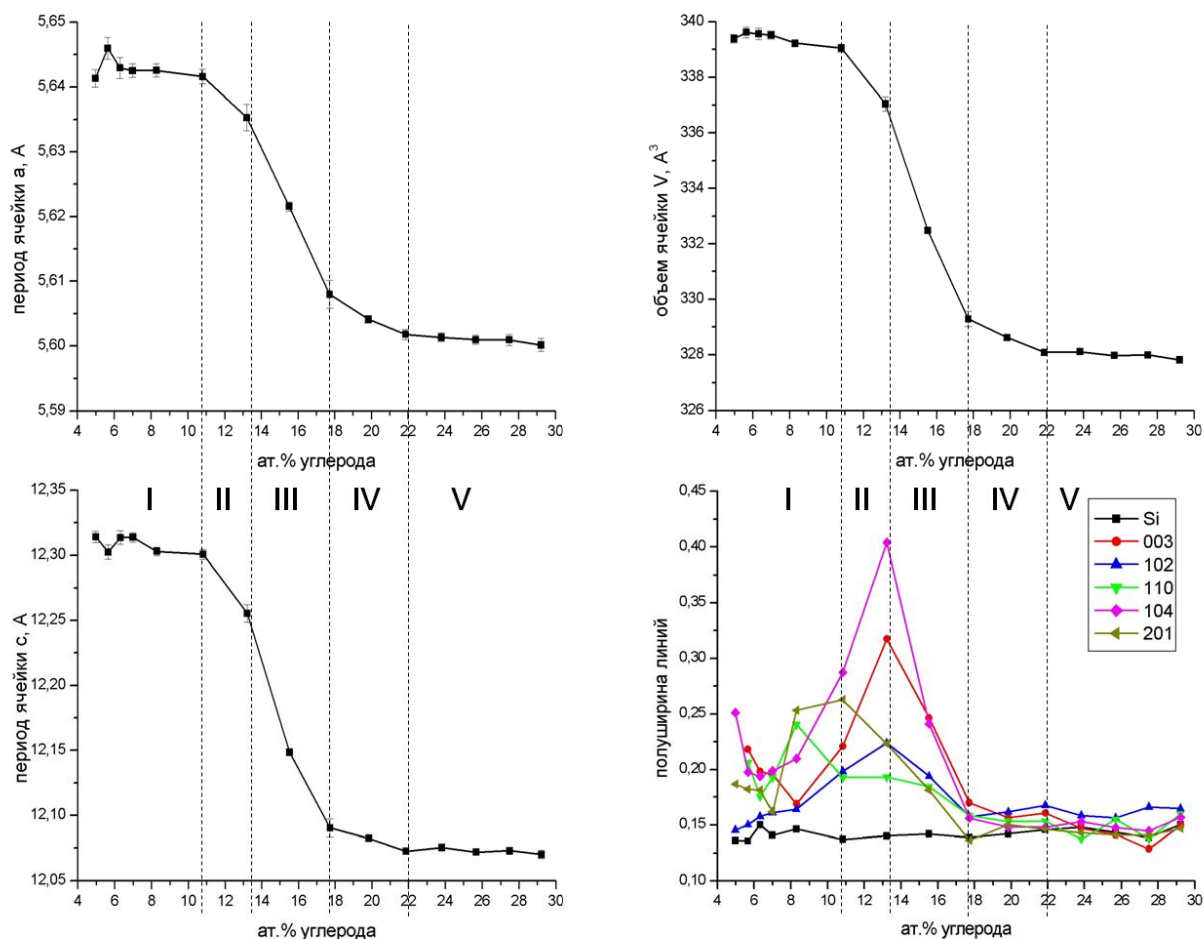 период ячейки a, A
5,65
5,64
5,63
5,62
5,61
5,60
5,59
4 6 8 10 12 14 16 18 20 22 24 26 28 30
ат.% углерода
объем ячейки V, A³
340
338
336
334
332
330
328
326
4 6 8 10 12 14 16 18 20 22 24 26 28 30
ат.% углерода
период ячейки c, A
12,35
12,30
12,25
12,20
12,15
12,10
12,05
I II III IV V
4 6 8 10 12 14 16 18 20 22 24 26 28 30
ат.% углерода
полуширина линий
0,45
0,40
0,35
0,30
0,25
0,20
0,15
0,10
I II III IV V
Si
003
102
110
104
201
4 6 8 10 12 14 16 18 20 22 24 26 28 30
ат.% углерода